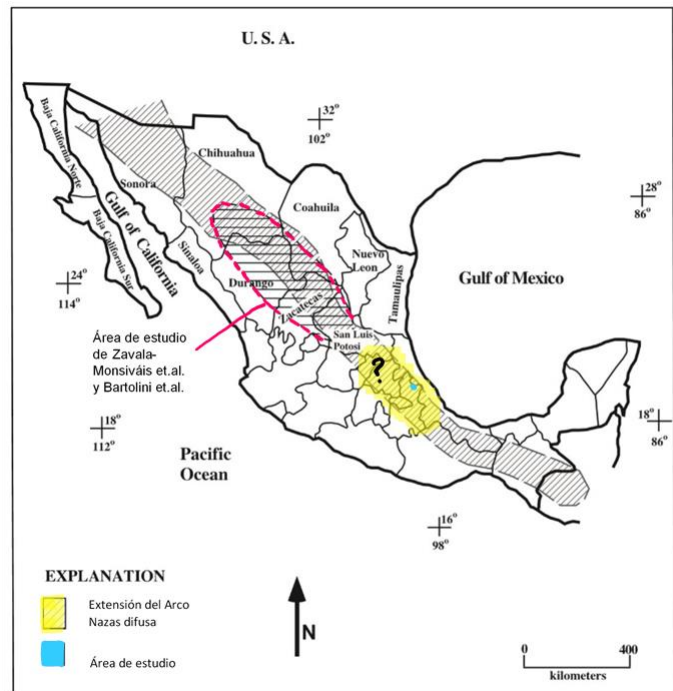 U. S. A.
32°
102°
Baja California Norte
Chihuahua
Sonora
Coahuila
28°
86°
Gulf of California
Baja California Sur
Sinaloa
Nuevo
Leon
24°
114°
Durango
Tamaulipas
Gulf of Mexico
Zacatecas
Área de estudio
de Zavala-
Monsiváis et.al.
y Bartolini et.al.
San Luis
Potosi
?
18°
112°
18°
86°
Pacific
Ocean
16°
98°
EXPLANATION
Extensión del Arco
Nazas difusa
Área de estudio
N
0 400
kilometers